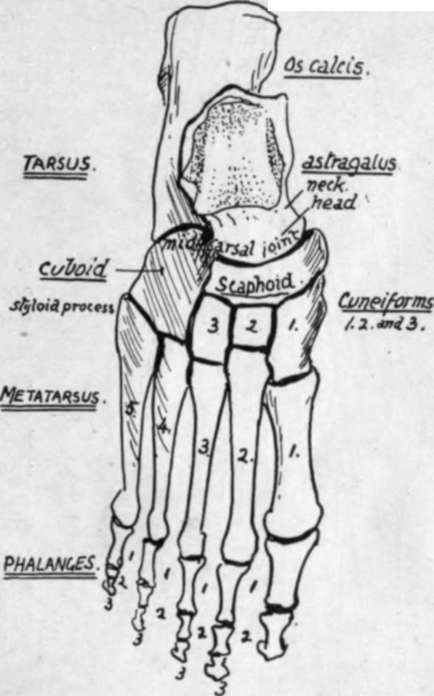 Os calcis.
TARSUS.
astragalus
neck.
head
midtarsal joint
cuboid
Scaphoid.
styloid process
Cuneiforms
1. 2. and 3.
3 2 1.
METATARSUS.
5. 4. 3. 2. 1.
PHALANGES.
1 1 1 1
2 2 2 2
3 3 3 3